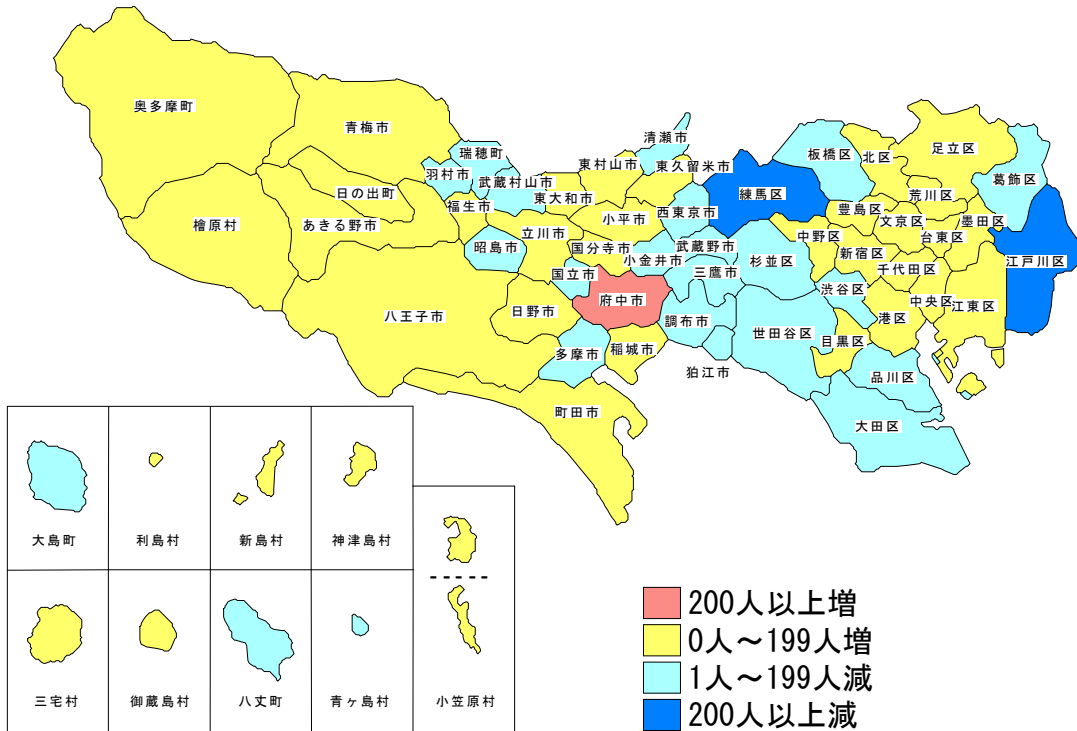 奥多摩町
青梅市
瑞穂町
羽村市
武蔵村山市
清瀬市
東村山市
東久留米市
東大和市
日の出町
あきる野市
檜原村
福生市
昭島市
立川市
小平市
西東京市
国分寺市
小金井市
武蔵野市
三鷹市
国立市
府中市
日野市
八王子市
多摩市
稲城市
調布市
狛江市
町田市
練馬区
板橋区
北区
足立区
葛飾区
荒川区
豊島区
文京区
墨田区
台東区
江戸川区
中野区
新宿区
杉並区
千代田区
渋谷区
中央区
江東区
港区
世田谷区
目黒区
品川区
大田区
大島町
利島村
新島村
神津島村
三宅村
御蔵島村
八丈町
青ヶ島村
小笠原村
200人以上増
0人～199人増
1人～199人減
200人以上減